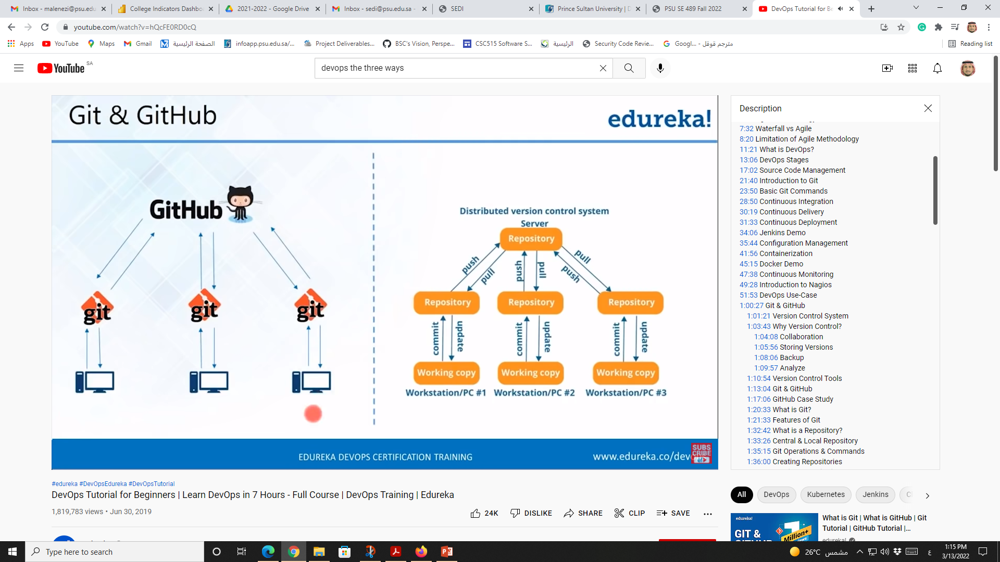 Inbox - malenezi@psu.edu
College Indicators Dashbo
2021-2022 - Google Drive
Inbox - sedi@psu.edu.sa -
SEDI
Prince Sultan University | D
PSU SE 489 Fall 2022
DevOps Tutorial for Be
youtube.com/watch?v=hQcFE0RD0cQ
Apps
YouTube
Maps
Gmail
الصفحة الرئيسية
infoapp.psu.edu.sa/...
Project Deliverables...
BSC's Vision, Perspe...
CSC515 Software S...
الرئيسية
Security Code Revie...
مترجم قوقل - Googl...
Reading list
YouTube SA
devops the three ways
Git & GitHub
edureka!
GitHub
git
git
git
Distributed version control system
Server
Repository
push
pull
push
pull
push
pull
Repository
Repository
Repository
commit
update
commit
update
commit
update
Working copy
Working copy
Working copy
Workstation/PC #1
Workstation/PC #2
Workstation/PC #3
EDUREKA DEVOPS CERTIFICATION TRAINING
www.edureka.co/dev
SUBS
CRIBE
Description
7:32 Waterfall vs Agile
8:20 Limitation of Agile Methodology
11:21 What is DevOps?
13:06 DevOps Stages
17:02 Source Code Management
21:40 Introduction to Git
23:50 Basic Git Commands
28:50 Continuous Integration
30:19 Continuous Delivery
31:33 Continuous Deployment
34:06 Jenkins Demo
35:44 Configuration Management
41:56 Containerization
45:15 Docker Demo
47:38 Continuous Monitoring
49:28 Introduction to Nagios
51:53 DevOps Use-Case
1:00:27 Git & GitHub
1:01:21 Version Control System
1:03:43 Why Version Control?
1:04:08 Collaboration
1:05:56 Storing Versions
1:08:06 Backup
1:09:57 Analyze
1:10:54 Version Control Tools
1:13:04 Git & GitHub
1:17:06 GitHub Case Study
1:20:33 What is Git?
1:21:33 Features of Git
1:32:42 What is a Repository?
1:33:26 Central & Local Repository
1:35:15 Git Operations & Commands
1:36:00 Creating Repositories
#edureka #DevOpsEdureka #DevOpsTutorial
DevOps Tutorial for Beginners | Learn DevOps in 7 Hours - Full Course | DevOps Training | Edureka
1,819,783 views • Jun 30, 2019
24K
DISLIKE
SHARE
CLIP
SAVE
All
DevOps
Kubernetes
Jenkins
edureka!
GIT &
Million+
What is Git | What is GitHub | Git
Tutorial | GitHub Tutorial |...
edureka!
Type here to search
26°C مشمس
ع
1:15 PM
3/13/2022